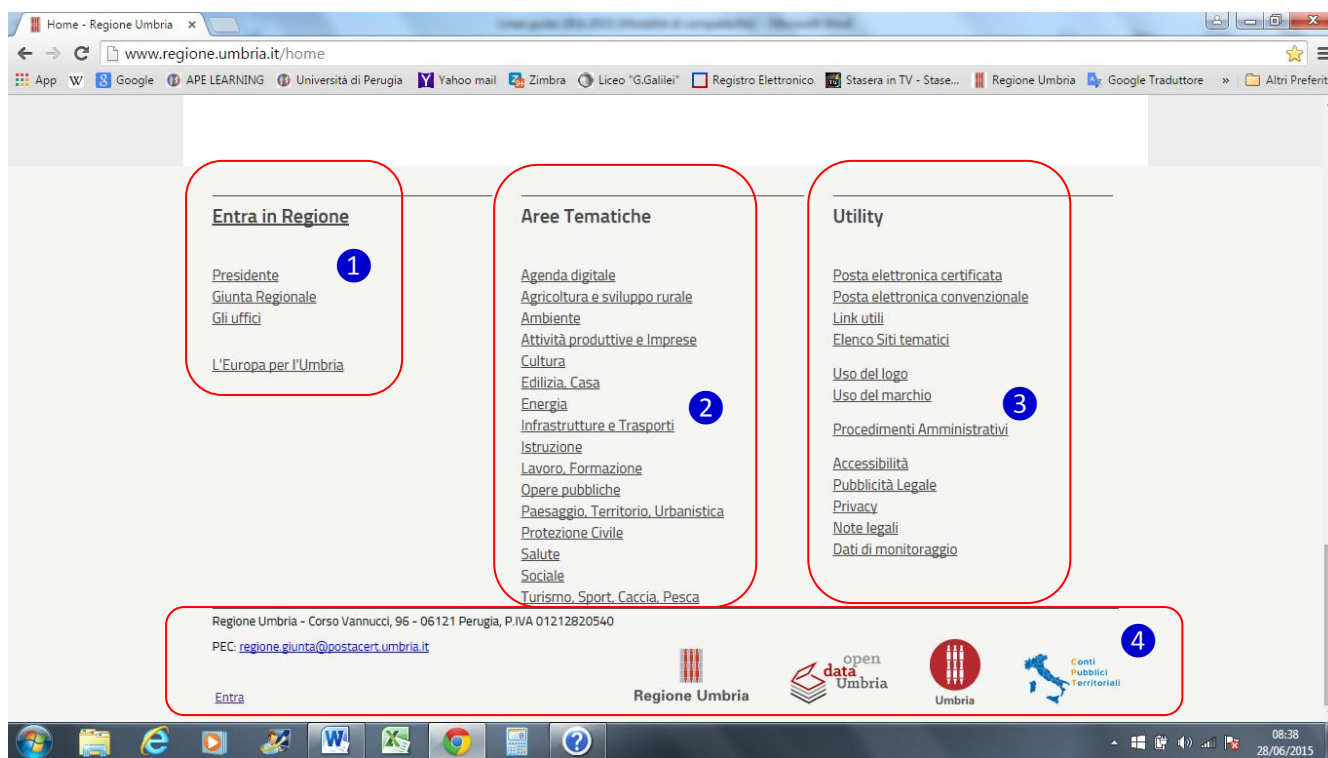 Home - Regione Umbria
www.regione.umbria.it/home
App
Google
APE LEARNING
Università di Perugia
Yahoo mail
Zimbra
Liceo "G.Galilei"
Registro Elettronico
Stasera in TV - Stase...
Regione Umbria
Google Traduttore
»
Altri Preferit
Entra in Regione
1
Presidente
Giunta Regionale
Gli uffici
L'Europa per l'Umbria
Aree Tematiche
Agenda digitale
Agricoltura e sviluppo rurale
Ambiente
Attività produttive e Imprese
Cultura
Edilizia, Casa
Energia
2
Infrastrutture e Trasporti
Istruzione
Lavoro, Formazione
Opere pubbliche
Paesaggio, Territorio, Urbanistica
Protezione Civile
Salute
Sociale
Turismo, Sport, Caccia, Pesca
Utility
Posta elettronica certificata
Posta elettronica convenzionale
Link utili
Elenco Siti tematici
Uso del logo
Uso del marchio
3
Procedimenti Amministrativi
Accessibilità
Pubblicità Legale
Privacy
Note legali
Dati di monitoraggio
Regione Umbria - Corso Vannucci, 96 - 06121 Perugia, P.IVA 01212820540
PEC: regione.giunta@postacert.umbria.it
4
Entra
Regione Umbria
open
data
Umbria
Umbria
Conti
Pubblici
Territoriali
08:38
28/06/2015